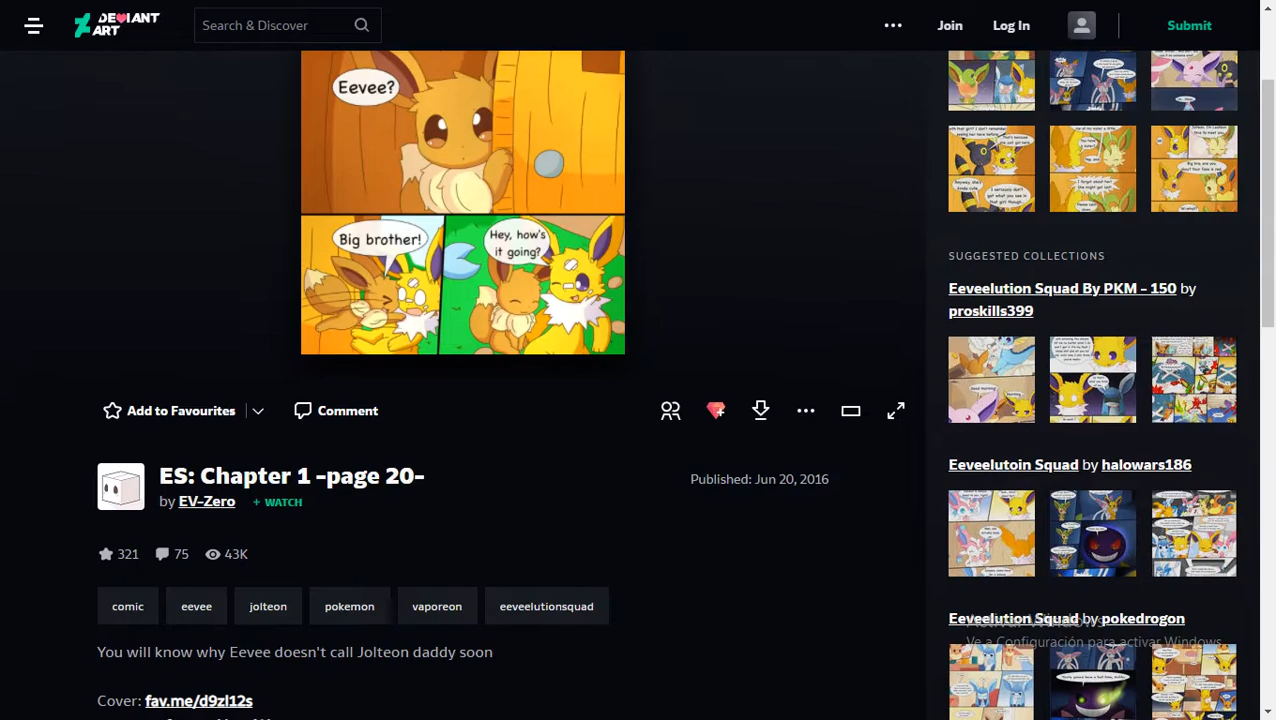 DEVIANT ART
Search & Discover
Join
Log In
Submit
Eevee?
Big brother!
Hey, how's
it going?
Add to Favourites
Comment
ES: Chapter 1 -page 20-
by EV-Zero
+ WATCH
Published: Jun 20, 2016
321
75
43K
comic
eevee
jolteon
pokemon
vaporeon
eeveelutionsquad
You will know why Eevee doesn't call Jolteon daddy soon
Cover: fav.me/d9zl12s
SUGGESTED COLLECTIONS
Eeveelution Squad By PKM - 150 by
proskills399
Eeveelutoin Squad by halowars186
Eeveelution Squad by pokedrogon
Activar Windows
Ve a Configuración para activar Windows.